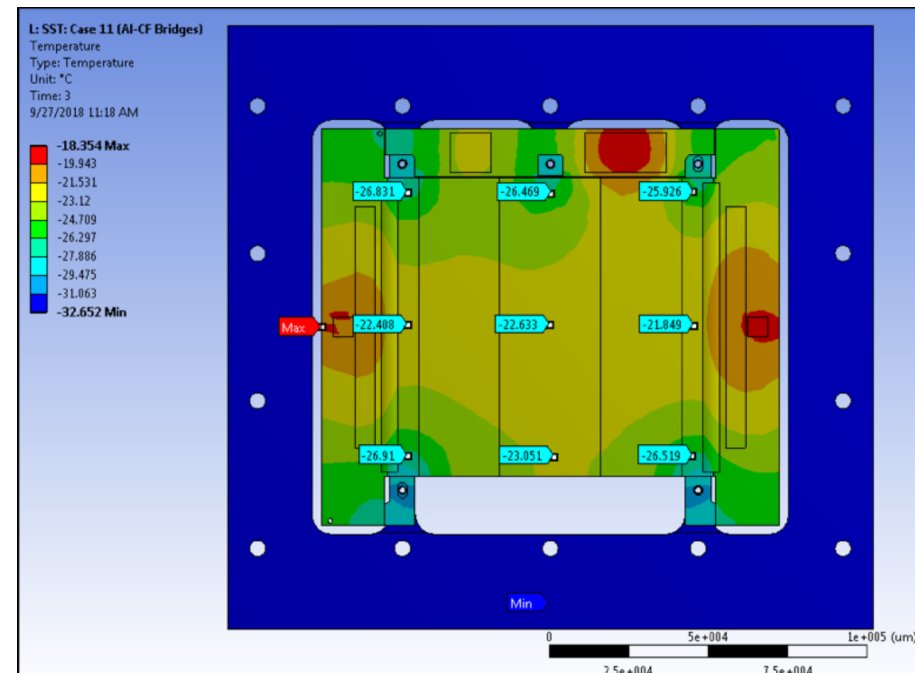 L: SST: Case 11 (Al-CF Bridges)
Temperature
Type: Temperature
Unit: °C
Time: 3
9/27/2018 11:18 AM
-18.354 Max
-19.943
-21.531
-23.12
-24.709
-26.297
-27.886
-29.475
-31.063
-32.652 Min
-26.831
-26.469
-25.926
Max
-22.408
-22.633
-21.849
-26.91
-23.051
-26.519
Min
0
5e+004
1e+005 (um)
2.5e+004
7.5e+004